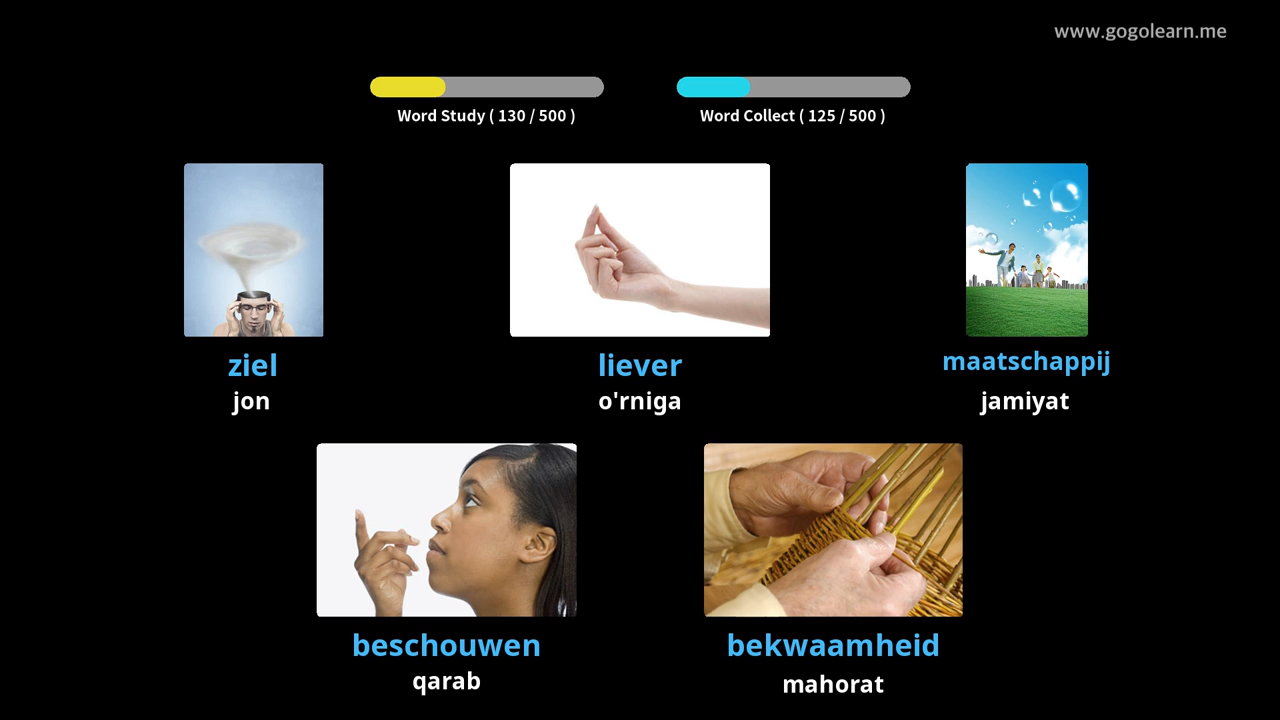 www.gogolearn.me
Word Study ( 130 / 500 )
Word Collect ( 125 / 500 )
ziel
jon
liever
o'rniga
maatschappij
jamiyat
beschouwen
qarab
bekwaamheid
mahorat